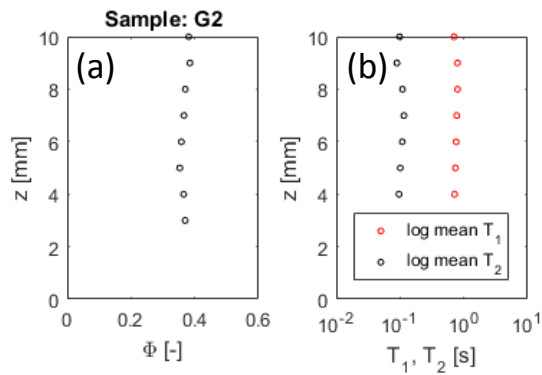 Sample: G2
(a)
10
8
6
4
2
0
z [mm]
0 0.2 0.4 0.6
Φ [-]
(b)
10
8
6
4
2
0
z [mm]
log mean T₁
log mean T₂
10⁻² 10⁻¹ 10⁰ 10¹
T₁, T₂ [s]